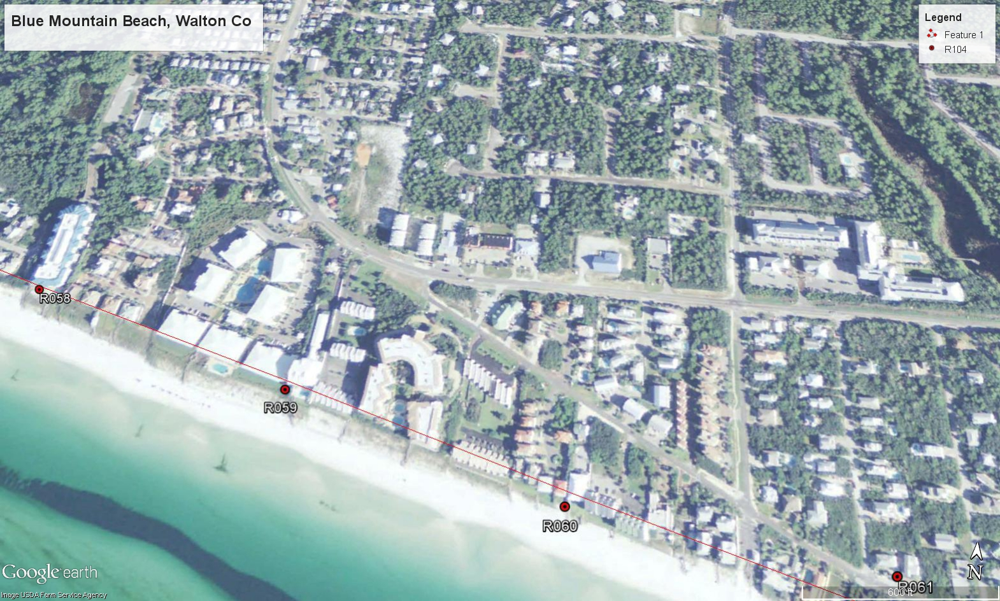 Blue Mountain Beach, Walton Co
Legend
Feature 1
R104
R058
R059
R060
R061
N
600 ft
Google earth
Image USDA Farm Service Agency